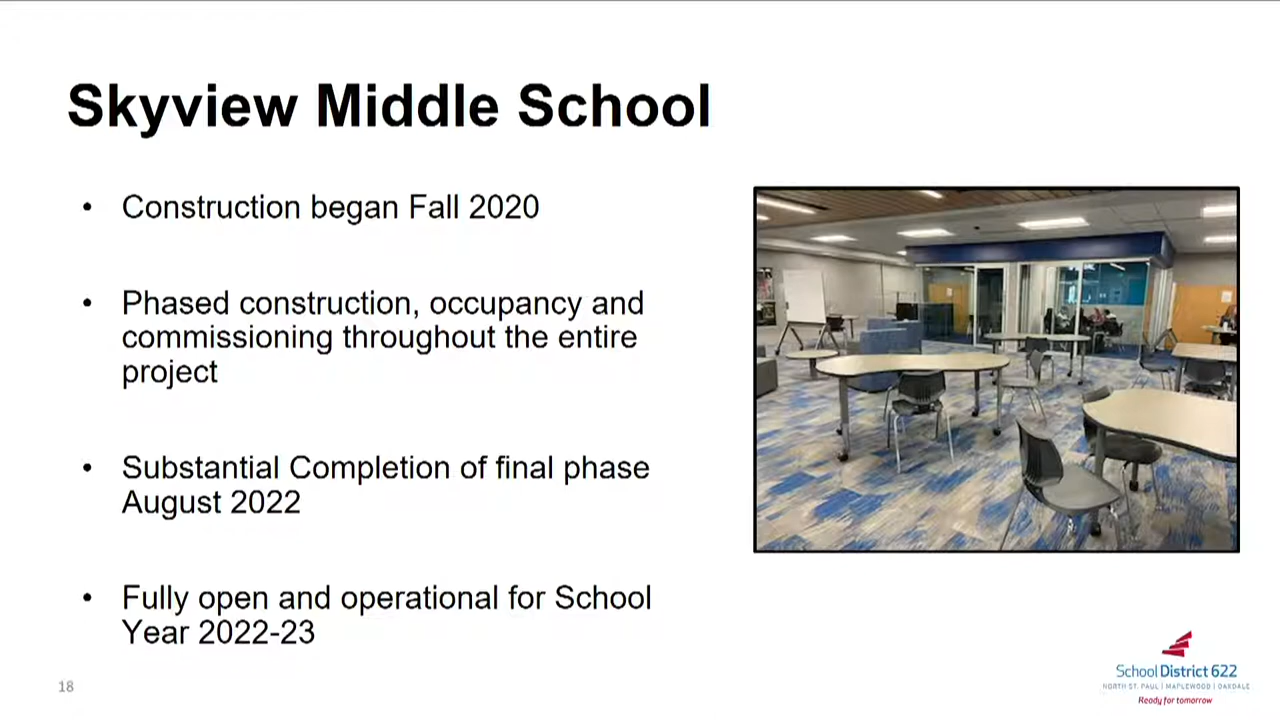 Skyview Middle School
• Construction began Fall 2020
• Phased construction, occupancy and
commissioning throughout the entire
project
• Substantial Completion of final phase
August 2022
• Fully open and operational for School
Year 2022-23
18
School District 622
NORTH ST. PAUL | MAPLEWOOD | OAKDALE
Ready for tomorrow